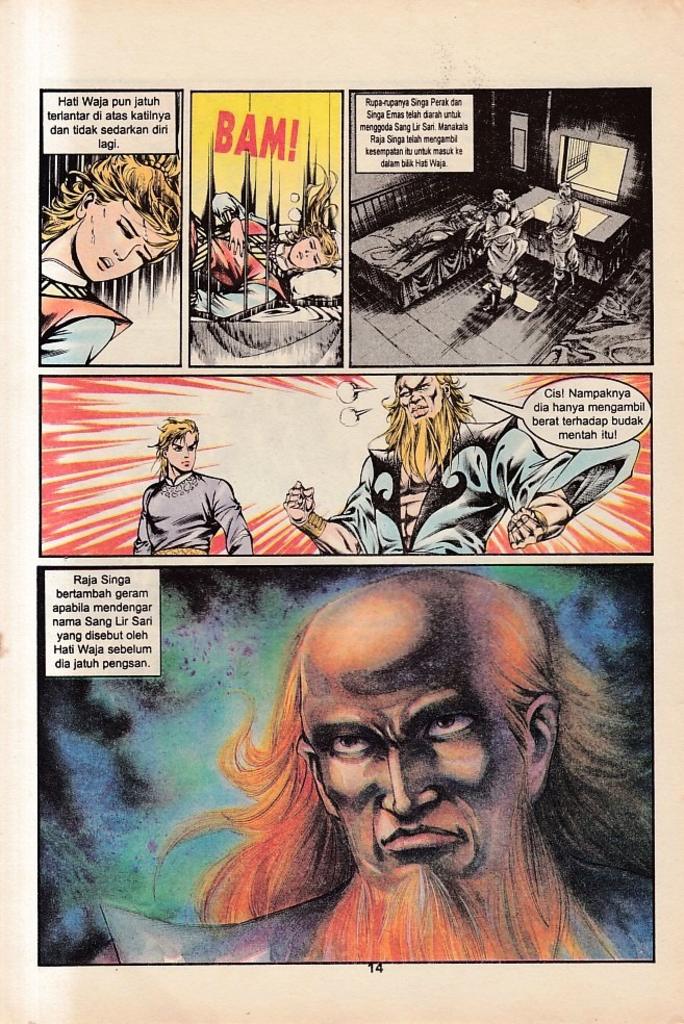 Hati Waja pun jatuh
terlantar di atas katilnya
dan tidak sedarkan diri
lagi.
BAM!
Rupa-rupanya Singa Perak dan
Singa Emas telah diarah untuk
menggoda Sang Lir Sari. Manakala
Raja Singa telah mengambil
kesempatan itu untuk masuk ke
dalam bilik Hati Waja.
Cis! Nampaknya
dia hanya mengambil
berat terhadap budak
mentah itu!
Raja Singa
bertambah geram
apabila mendengar
nama Sang Lir Sari
yang disebut oleh
Hati Waja sebelum
dia jatuh pengsan.
14